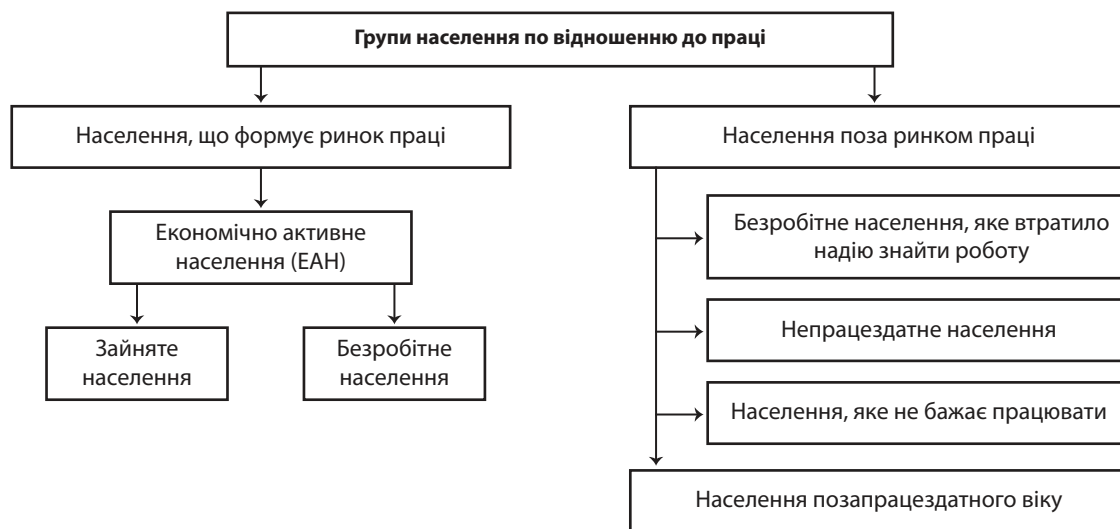 Групи населення по відношенню до праці
Населення, що формує ринок праці
Населення поза ринком праці
Економічно активне
населення (ЕАН)
Зайняте
населення
Безробітне
населення
Безробітне населення, яке втратило
надію знайти роботу
Непрацездатне населення
Населення, яке не бажає працювати
Населення позапрацездатного віку